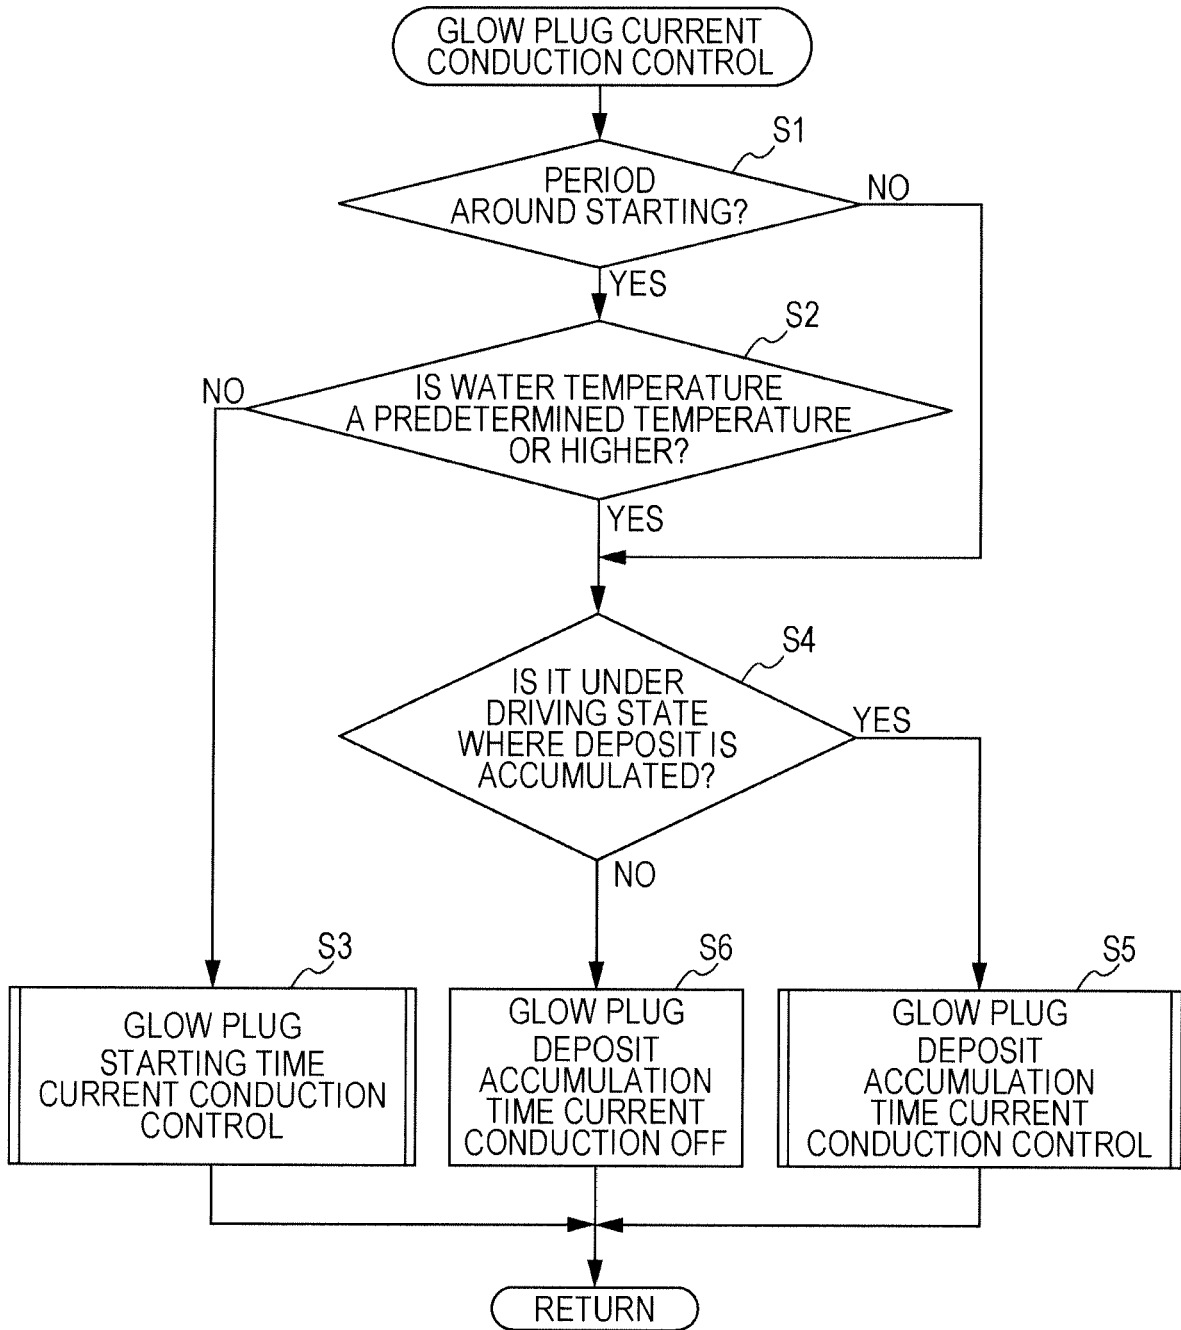 GLOW PLUG CURRENT
CONDUCTION CONTROL
S1
PERIOD
AROUND STARTING?
NO
YES
S2
NO
IS WATER TEMPERATURE
A PREDETERMINED TEMPERATURE
OR HIGHER?
YES
S4
IS IT UNDER
DRIVING STATE
WHERE DEPOSIT IS
ACCUMULATED?
YES
NO
S3
GLOW PLUG
STARTING TIME
CURRENT CONDUCTION
CONTROL
S6
GLOW PLUG
DEPOSIT
ACCUMULATION
TIME CURRENT
CONDUCTION OFF
S5
GLOW PLUG
DEPOSIT
ACCUMULATION
TIME CURRENT
CONDUCTION CONTROL
RETURN